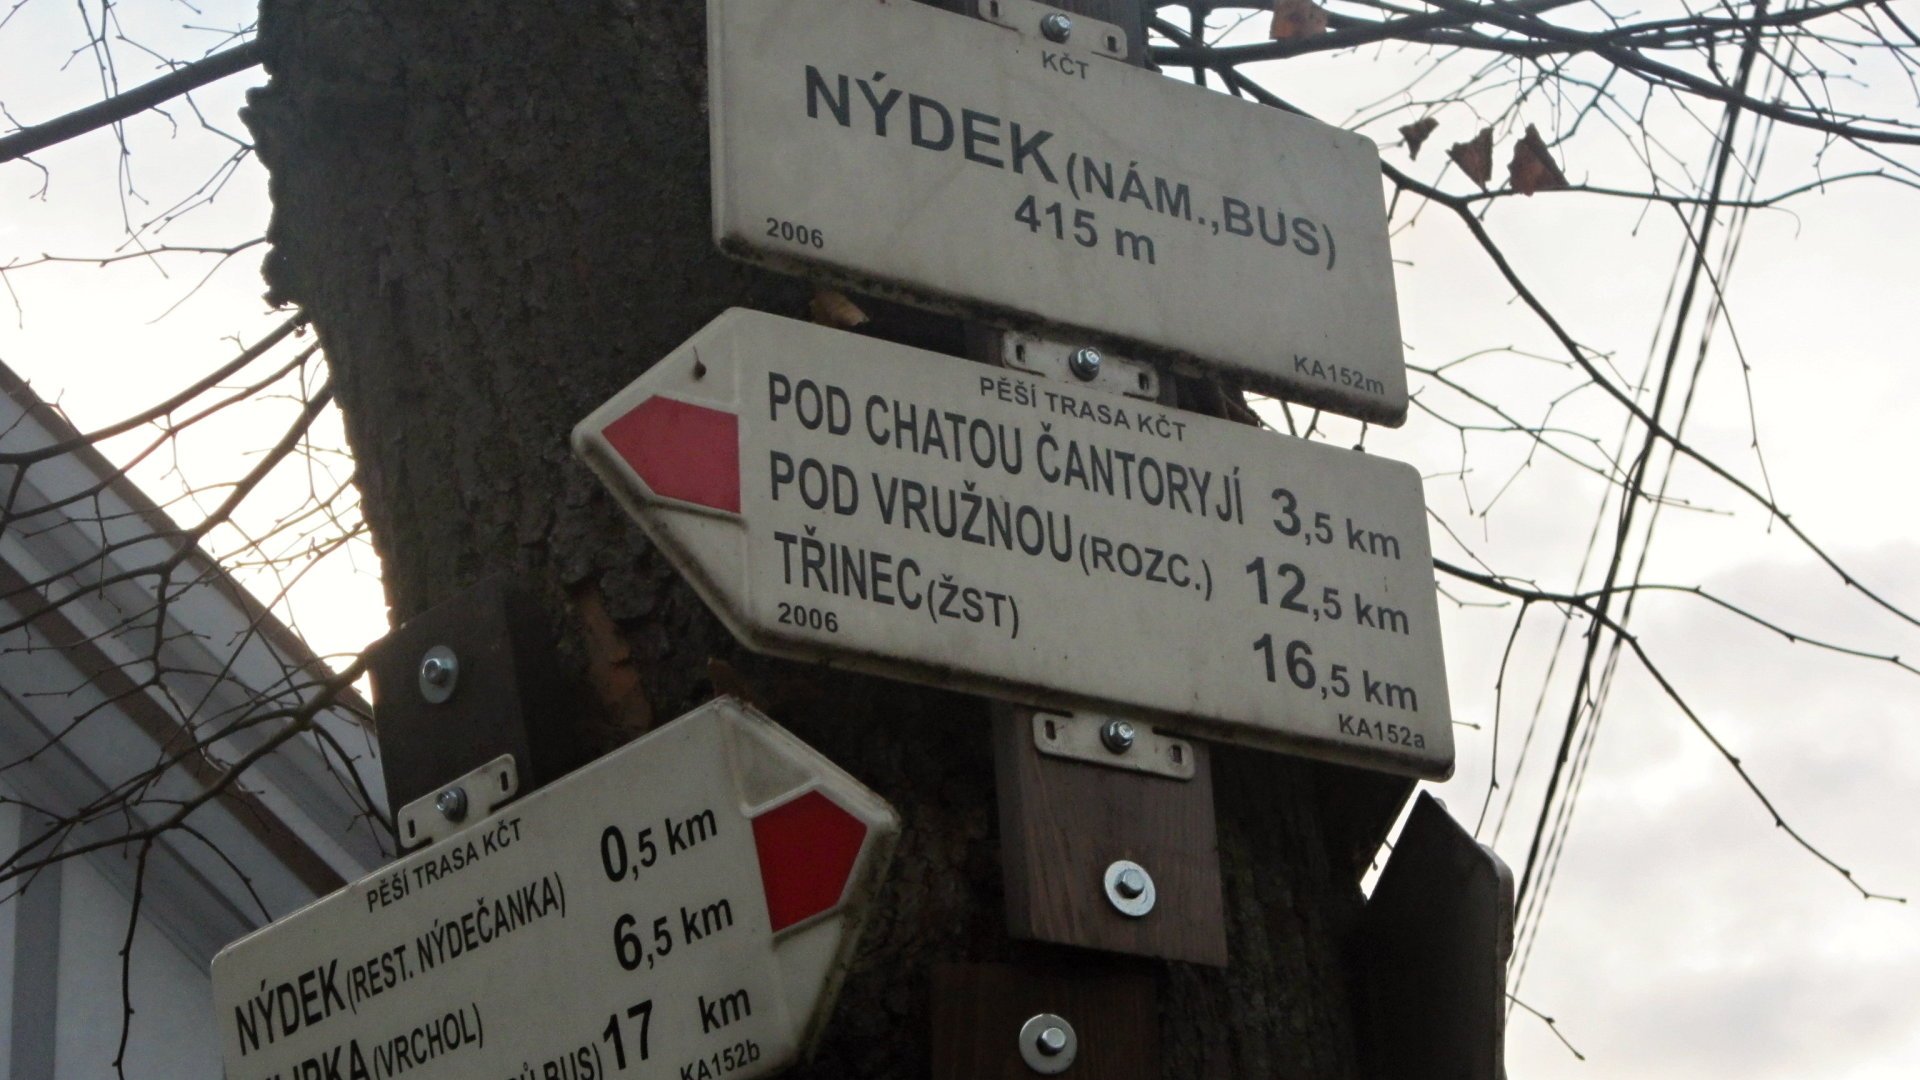 KČT
NÝDEK (NÁM.,BUS)
415 m
2006
KA152m
PĚŠÍ TRASA KČT
POD CHATOU ČANTORYJÍ 3,5 km
POD VRUŽNOU (ROZC.) 12,5 km
TŘINEC (ŽST) 16,5 km
2006
KA152a
PĚŠÍ TRASA KČT
NÝDEK (REST. NÝDEČANKA) 0,5 km
(VRCHOL) 6,5 km
BUS) 17 km
KA152b